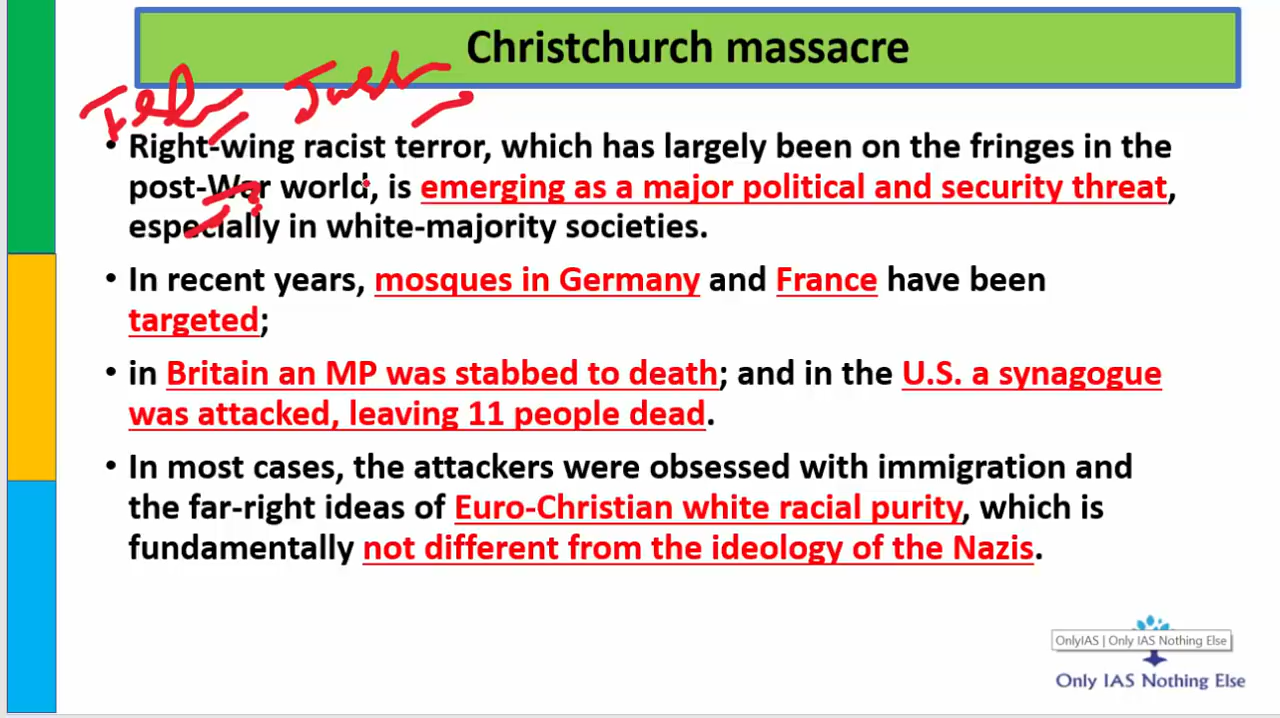 Christchurch massacre
• Right-wing racist terror, which has largely been on the fringes in the
post-War world, is emerging as a major political and security threat,
especially in white-majority societies.
• In recent years, mosques in Germany and France have been
targeted;
• in Britain an MP was stabbed to death; and in the U.S. a synagogue
was attacked, leaving 11 people dead.
• In most cases, the attackers were obsessed with immigration and
the far-right ideas of Euro-Christian white racial purity, which is
fundamentally not different from the ideology of the Nazis.
OnlyIAS | Only IAS Nothing Else
Only IAS Nothing Else